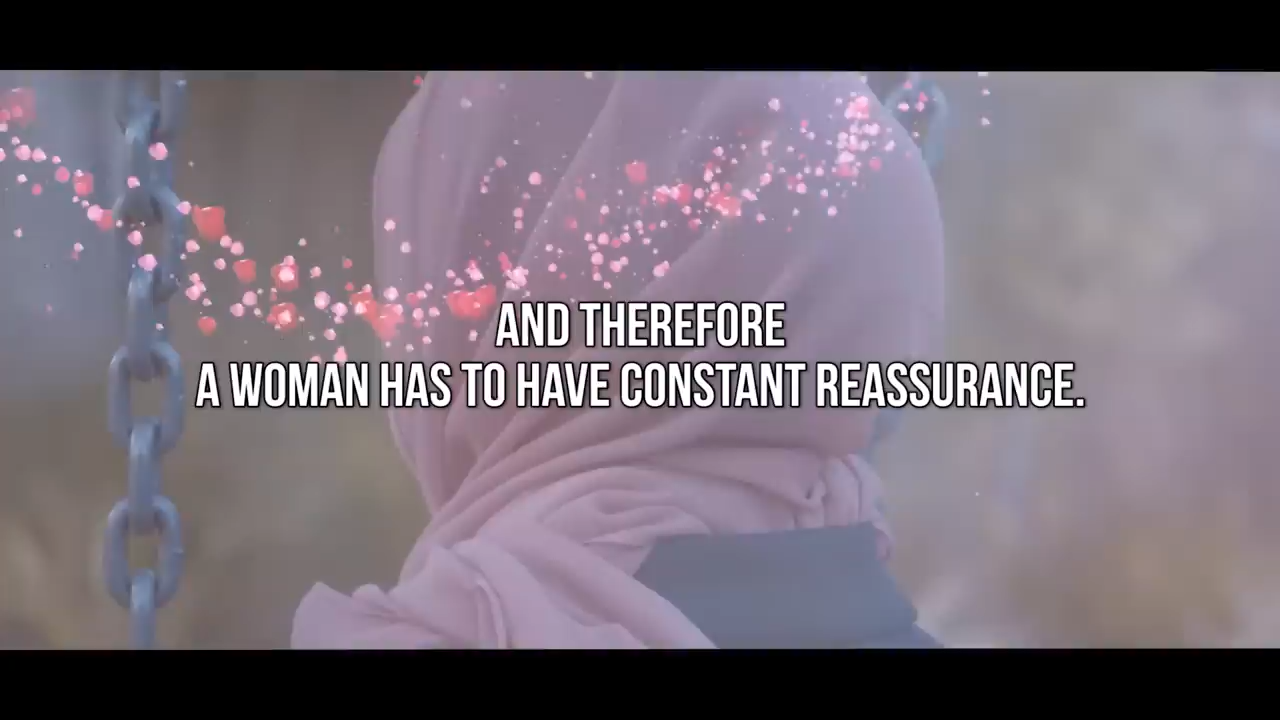 AND THEREFORE
A WOMAN HAS TO HAVE CONSTANT REASSURANCE.